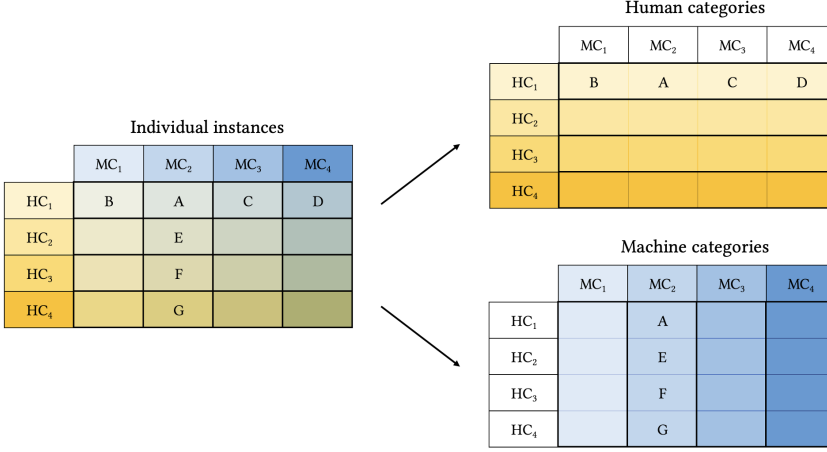 Individual instances
MC₁ MC₂ MC₃ MC₄
HC₁ B A C D
HC₂ E
HC₃ F
HC₄ G
Human categories
MC₁ MC₂ MC₃ MC₄
HC₁ B A C D
HC₂
HC₃
HC₄
Machine categories
MC₁ MC₂ MC₃ MC₄
HC₁ A
HC₂ E
HC₃ F
HC₄ G